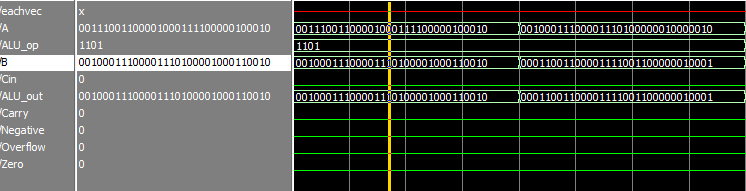 /eachvec x
/A 00111001100001000111100000100010 00111001100001000111100000100010 00100011100001110100000010000010
/ALU_op 1101 1101
/B 00100011100001110100001000110010 00100011100001110100001000110010 00011001100001111001100000010001
/Cin 0
/ALU_out 00100011100001110100001000110010 00100011100001110100001000110010 00011001100001111001100000010001
/Carry 0
/Negative 0
/Overflow 0
/Zero 0